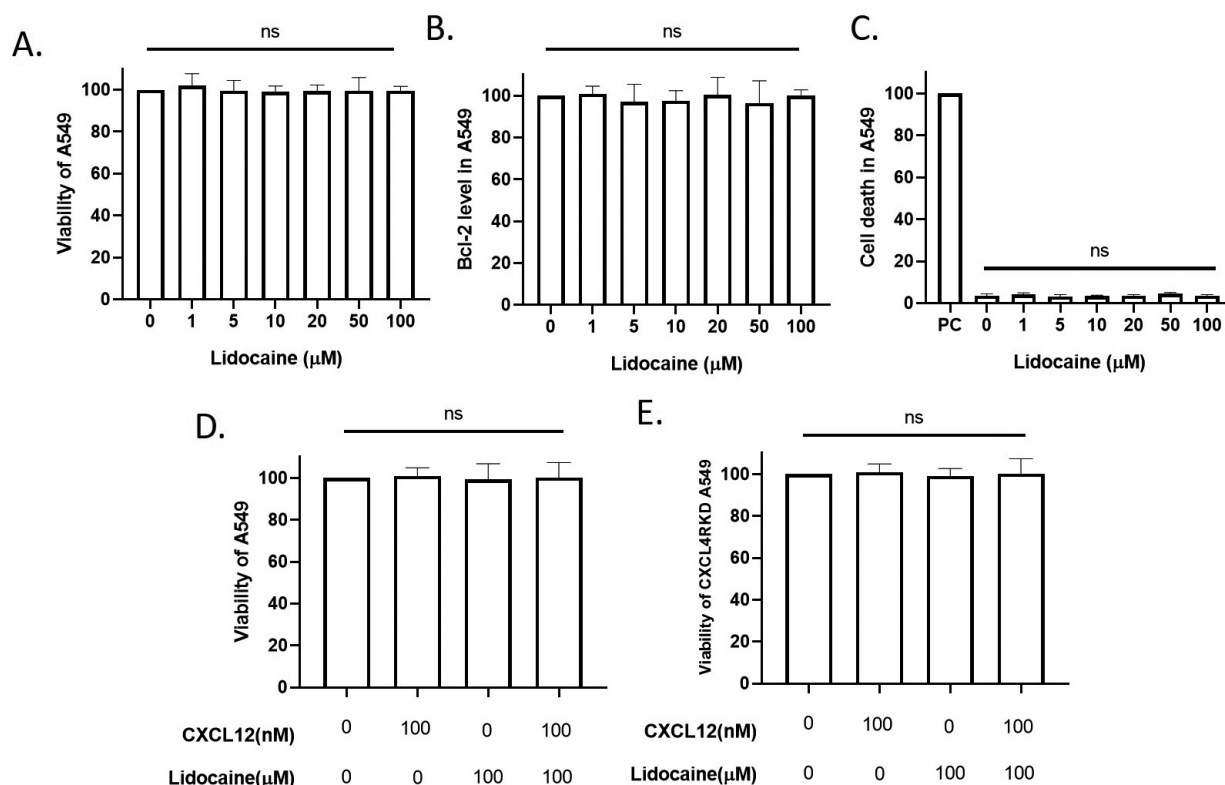 A.
ns
Viability of A549
100
80
60
40
20
0
0 1 5 10 20 50 100
Lidocaine (μM)
B.
ns
Bcl-2 level in A549
100
80
60
40
20
0
0 1 5 10 20 50 100
Lidocaine (μM)
C.
Cell death in A549
100
80
60
40
20
0
ns
PC 0 1 5 10 20 50 100
Lidocaine (μM)
D.
ns
Viability of A549
100
80
60
40
20
0
CXCL12(nM) 0 100 0 100
Lidocaine(μM) 0 0 100 100
E.
ns
Viability of CXCL4RKD A549
100
80
60
40
20
0
CXCL12(nM) 0 100 0 100
Lidocaine(μM) 0 0 100 100